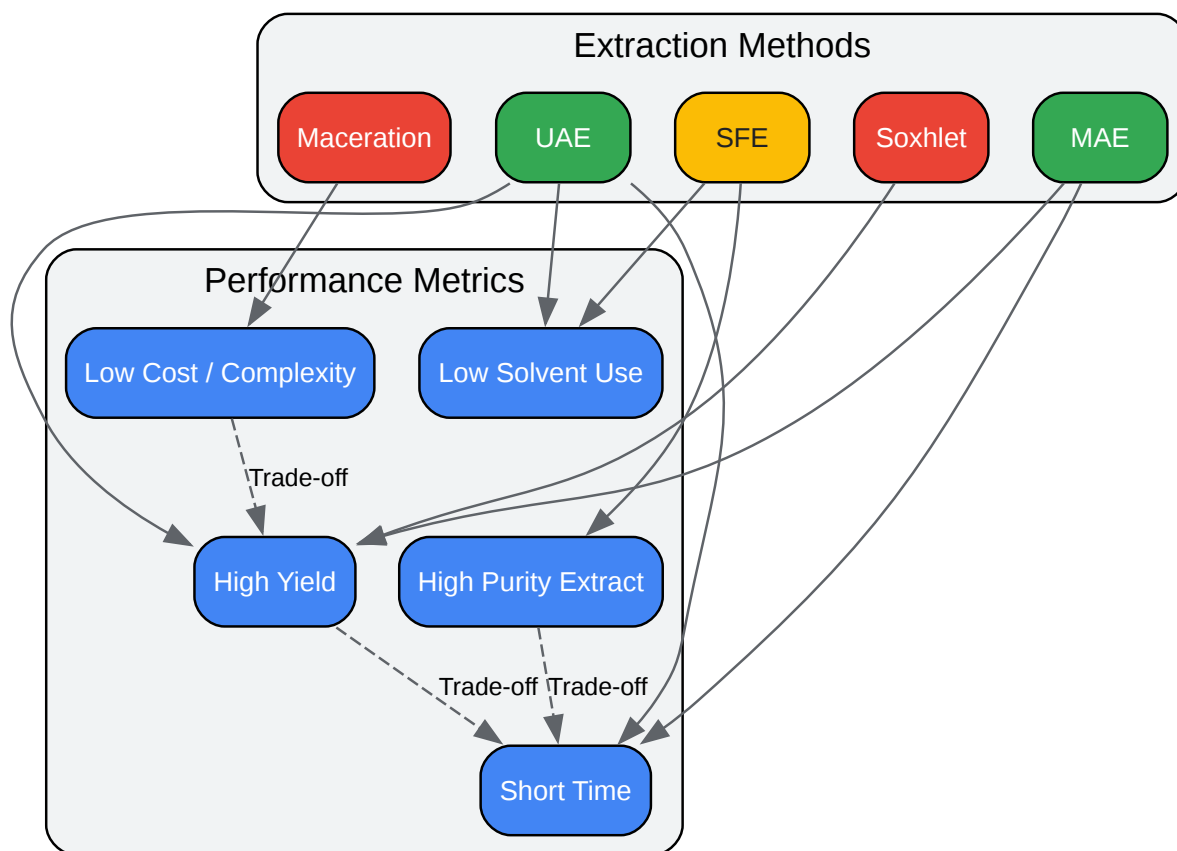 Extraction Methods
Maceration
UAE
SFE
Soxhlet
MAE
Performance Metrics
Low Cost / Complexity
Low Solvent Use
Trade-off
High Yield
High Purity Extract
Trade-off
Trade-off
Short Time